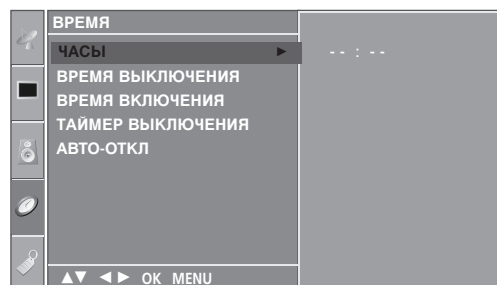 ВРЕМЯ
ЧАСЫ ► -- : --
ВРЕМЯ ВЫКЛЮЧЕНИЯ
ВРЕМЯ ВКЛЮЧЕНИЯ
ТАЙМЕР ВЫКЛЮЧЕНИЯ
АВТО-ОТКЛ
▲▼ ◄► OK MENU